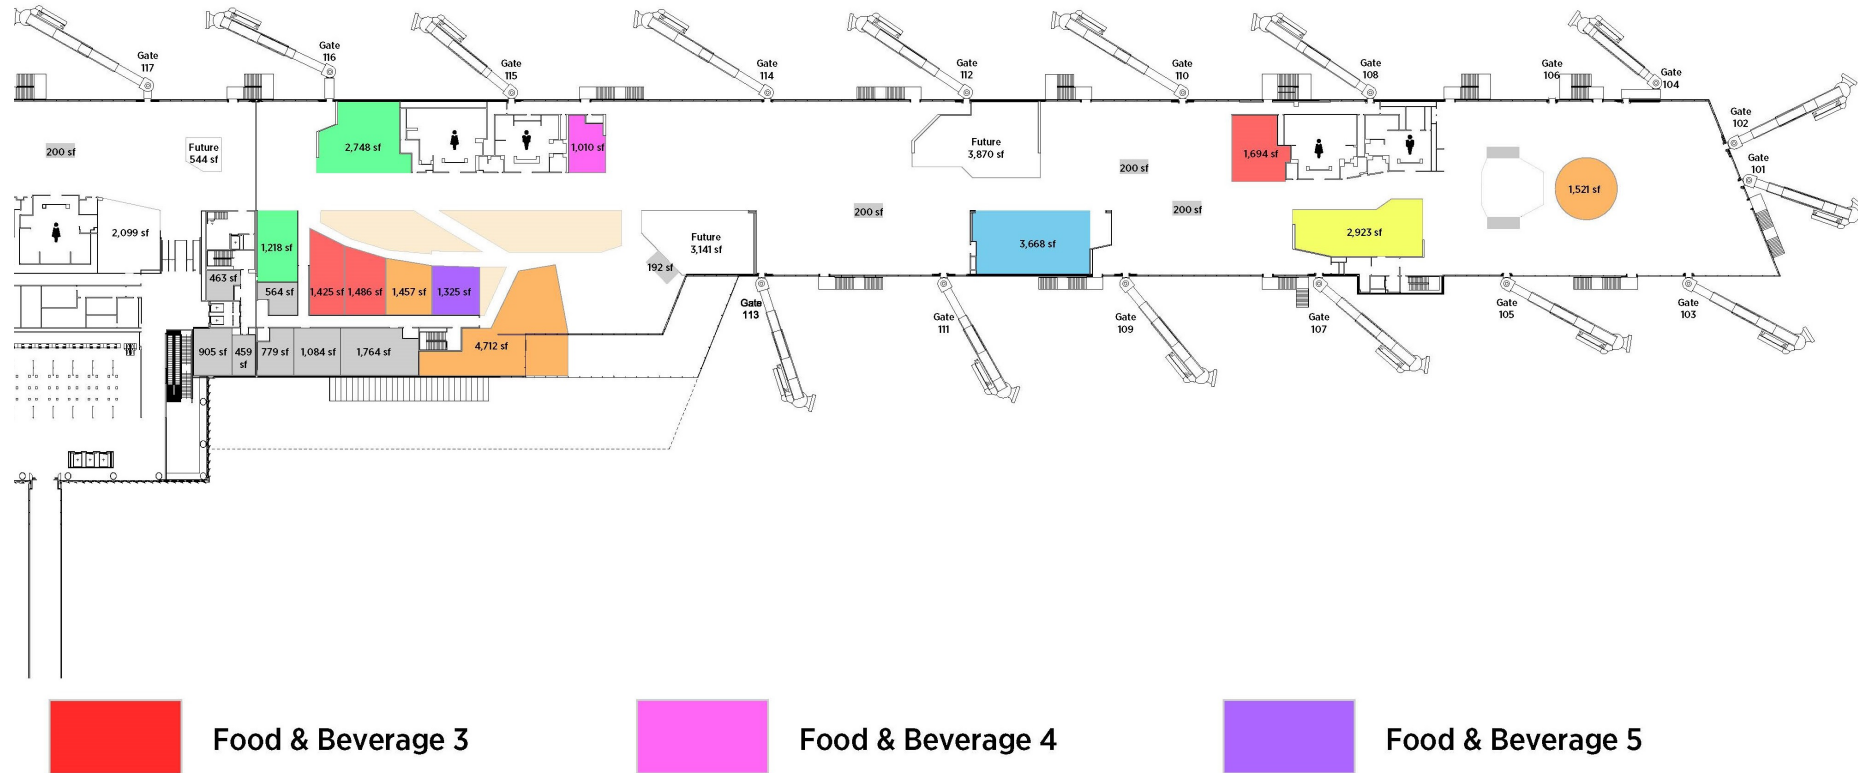 Gate
117
Gate
116
Gate
115
Gate
114
Gate
112
Gate
110
Gate
108
Gate
106
Gate
104
Gate
102
Gate
101
200 sf
Future
544 sf
2,748 sf
1,010 sf
Future
3,870 sf
200 sf
1,694 sf
1,521 sf
2,099 sf
1,218 sf
Future
3,141 sf
200 sf
200 sf
3,668 sf
2,923 sf
463 sf
564 sf
1,425 sf
1,486 sf
1,457 sf
1,325 sf
192 sf
905 sf
459
sf
779 sf
1,084 sf
1,764 sf
4,712 sf
Gate
113
Gate
111
Gate
109
Gate
107
Gate
105
Gate
103
Food & Beverage 3
Food & Beverage 4
Food & Beverage 5